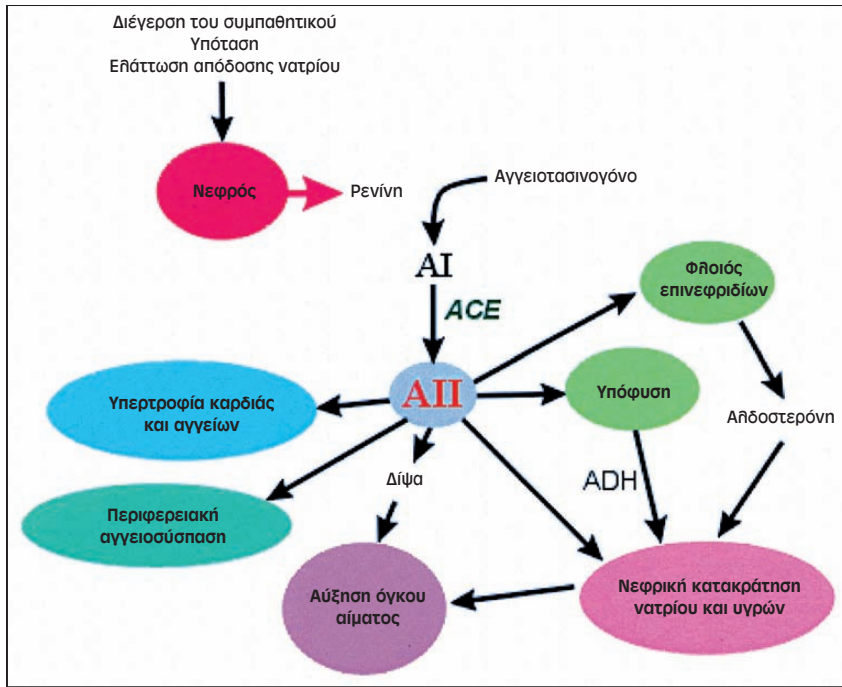 Διέγερση του συμπαθητικού
Υπόταση
Ελάττωση απόδοσης νατρίου
Νεφρός
Ρενίνη
Αγγειοτασινογόνο
AI
ACE
Φλοιός
επινεφριδίων
AII
Υπόφυση
Υπερτροφία καρδιάς
και αγγείων
Αλδοστερόνη
Δίψα
ADH
Περιφερειακή
αγγειοσύσπαση
Αύξηση όγκου
αίματος
Νεφρική κατακράτηση
νατρίου και υγρών